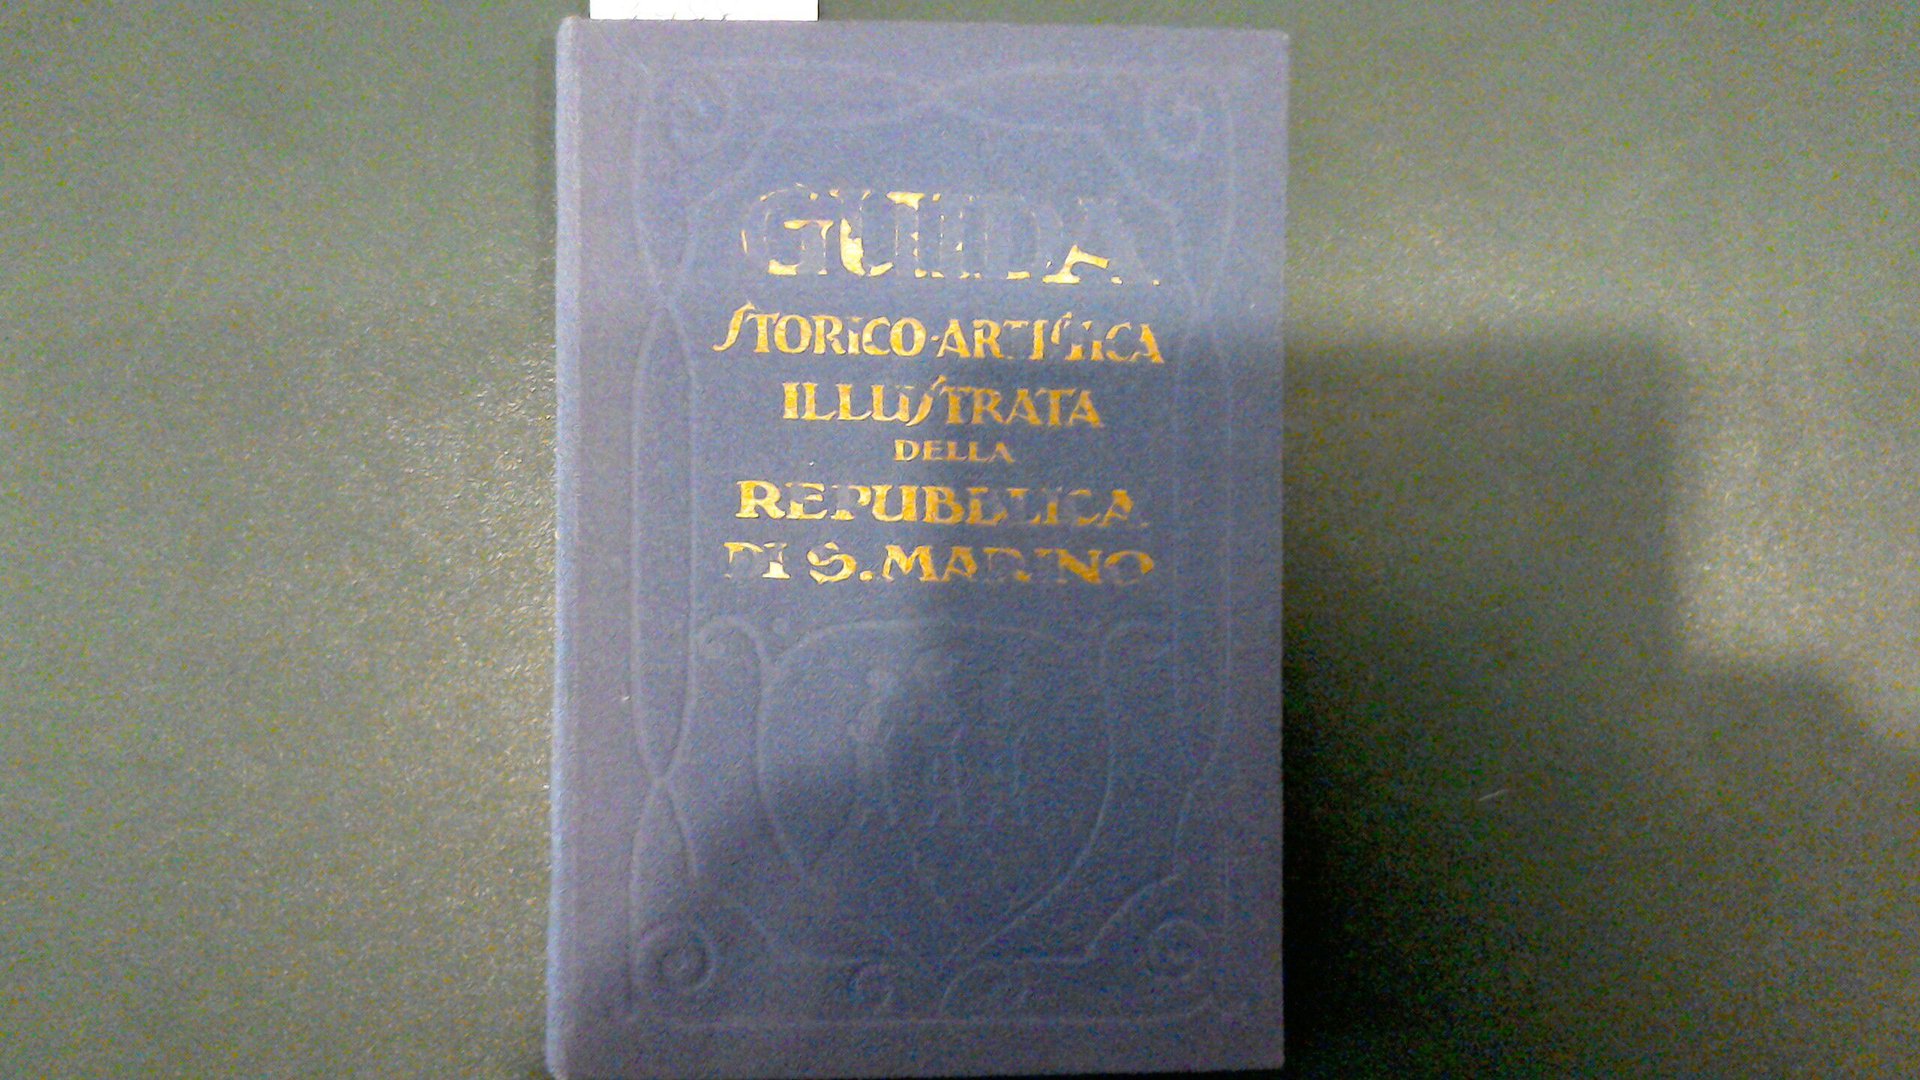 GUIDA
STORICO-ARTISTICA
ILLUSTRATA
DELLA
REPUBBLICA
DI S. MARINO